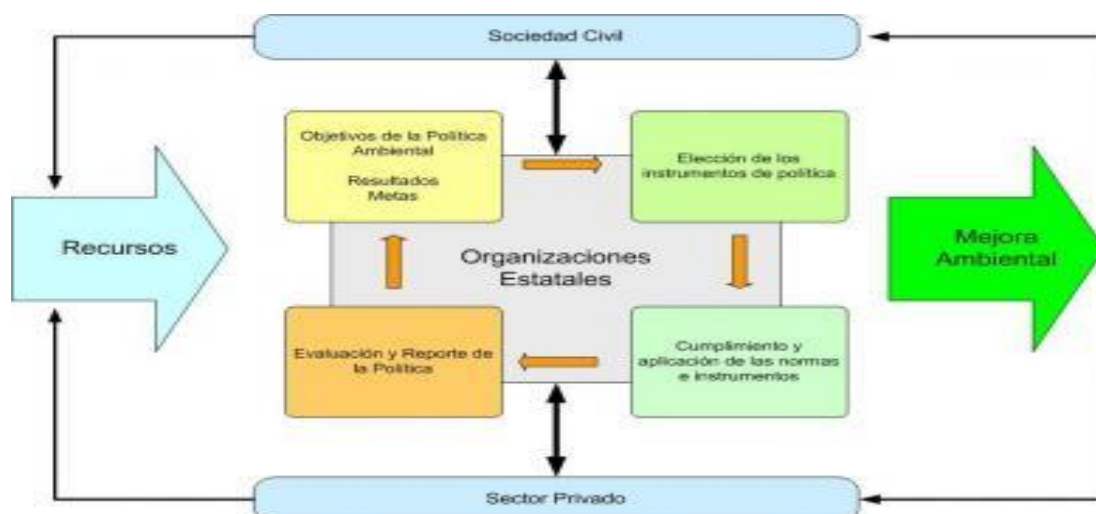 Sociedad Civil
Objetivos de la Política
Ambiental
Resultados
Metas
Elección de los
instrumentos de política
Recursos
Organizaciones
Estatales
Mejora
Ambiental
Evaluación y Reporte de
la Política
Cumplimiento y
aplicación de las normas
e instrumentos
Sector Privado